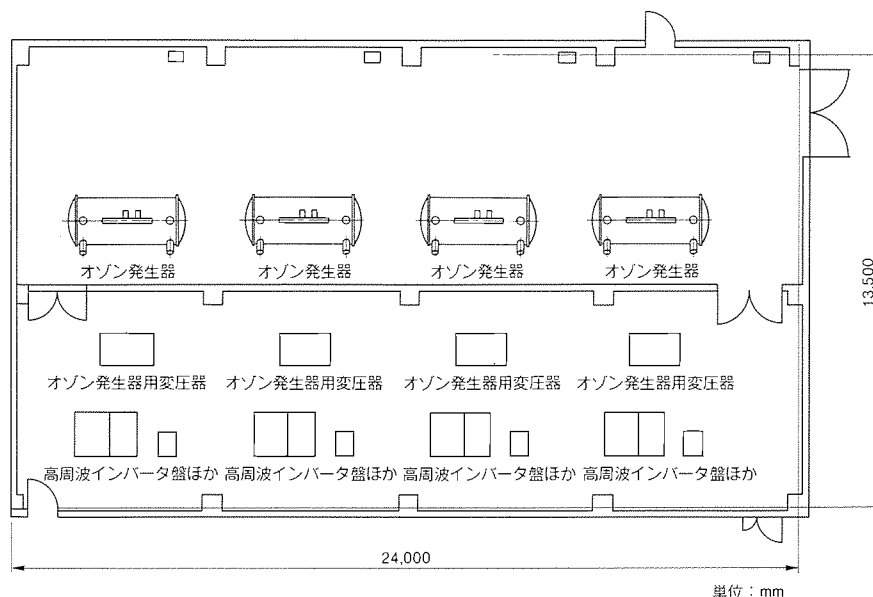 オゾン発生器 オゾン発生器 オゾン発生器 オゾン発生器
13,500
オゾン発生器用変圧器 オゾン発生器用変圧器 オゾン発生器用変圧器 オゾン発生器用変圧器
高周波インバータ盤ほか 高周波インバータ盤ほか 高周波インバータ盤ほか 高周波インバータ盤ほか
24,000
単位：mm